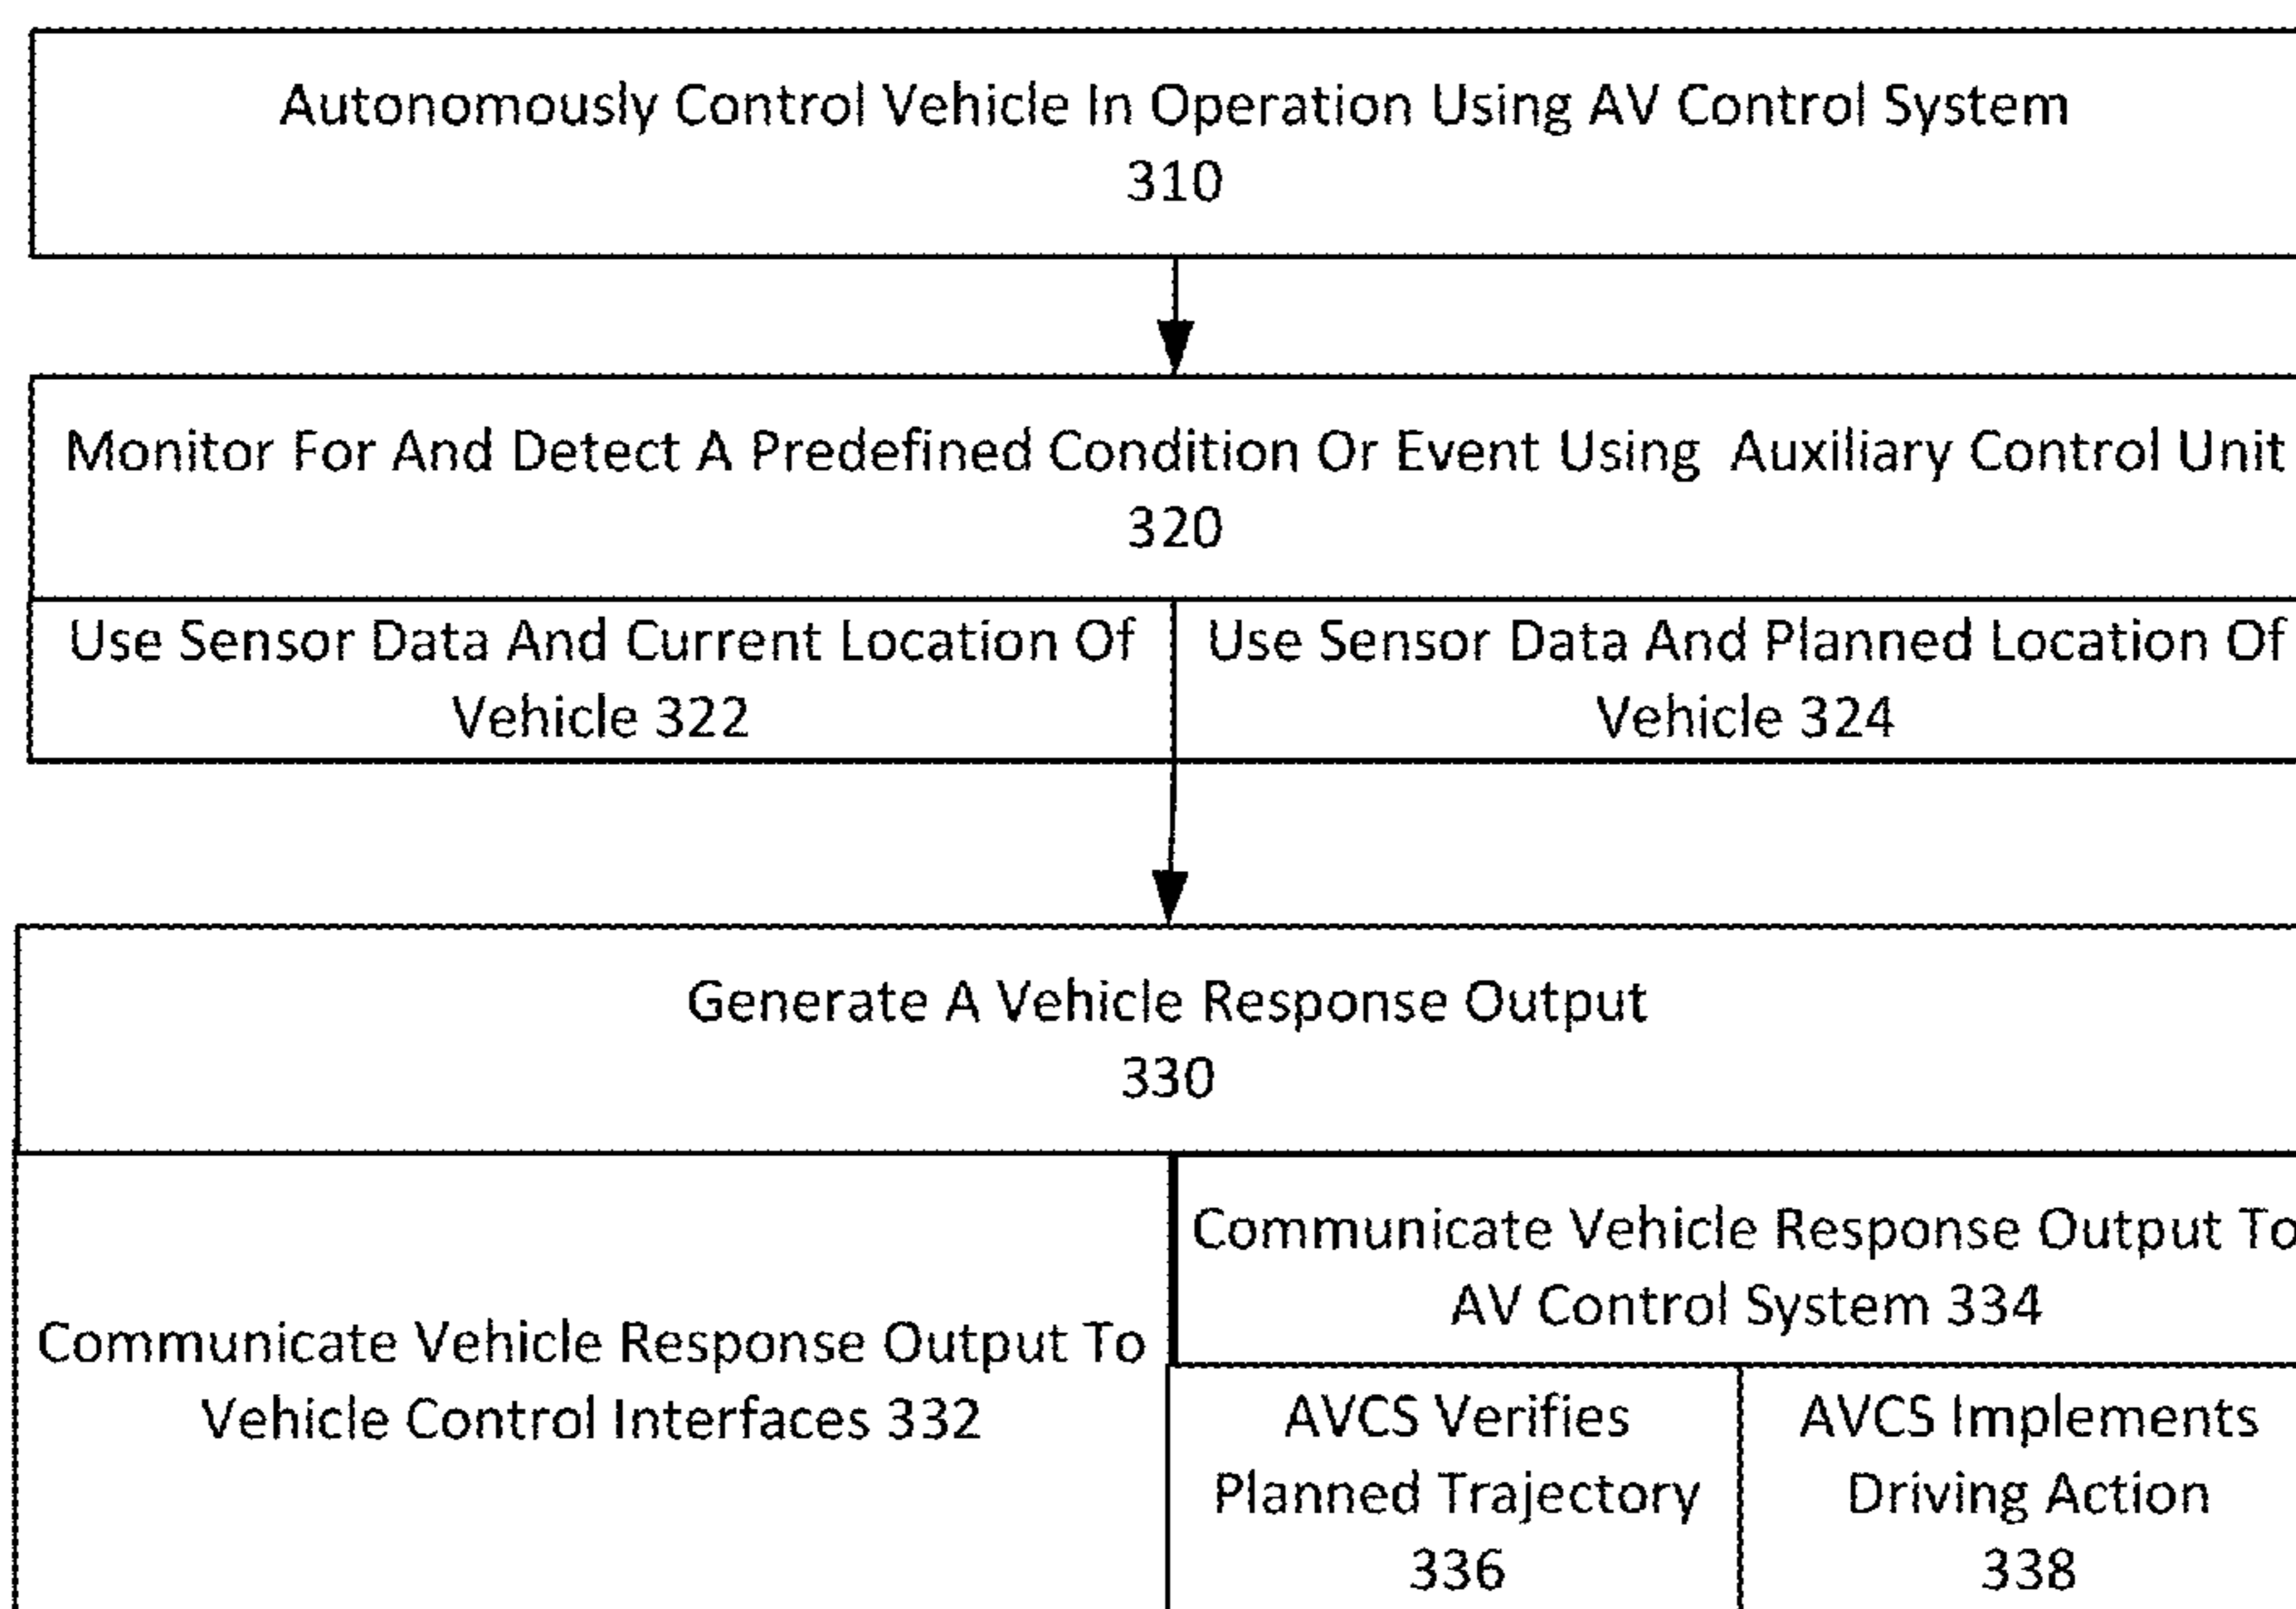 Autonomously Control Vehicle In Operation Using AV Control System
310
Monitor For And Detect A Predefined Condition Or Event Using Auxiliary Control Unit
320
Use Sensor Data And Current Location Of
Vehicle 322
Use Sensor Data And Planned Location Of
Vehicle 324
Generate A Vehicle Response Output
330
Communicate Vehicle Response Output To
Vehicle Control Interfaces 332
Communicate Vehicle Response Output To
AV Control System 334
AVCS Verifies
Planned Trajectory
336
AVCS Implements
Driving Action
338